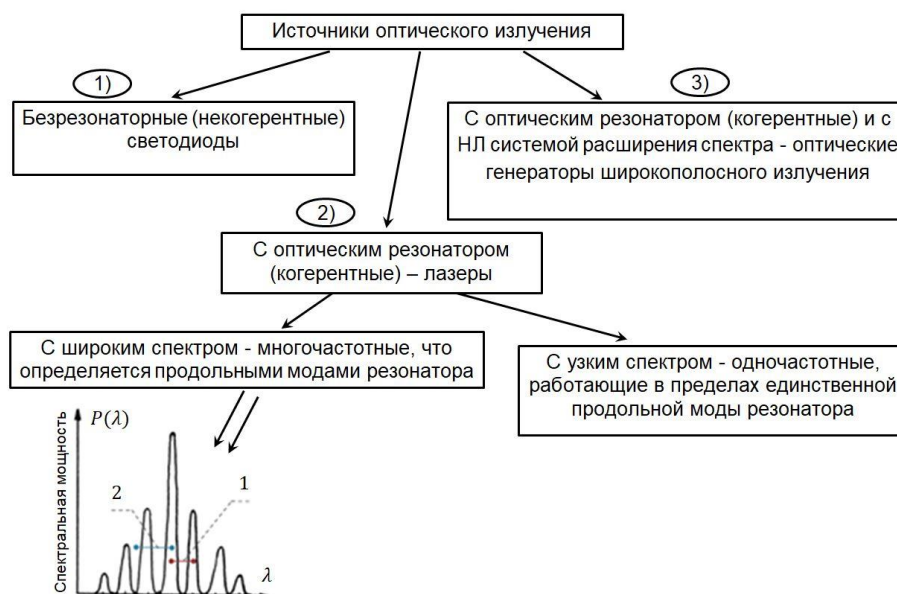 Источники оптического излучения
1)
Безрезонаторные (некогерентные)
светодиоды
3)
С оптическим резонатором (когерентные) и с
НЛ системой расширения спектра - оптические
генераторы широкополосного излучения
2)
С оптическим резонатором
(когерентные) – лазеры
С широким спектром - многочастотные, что
определяется продольными модами резонатора
С узким спектром - одночастотные,
работающие в пределах единственной
продольной моды резонатора
Спектральная мощность
P(λ)
2
1
λ